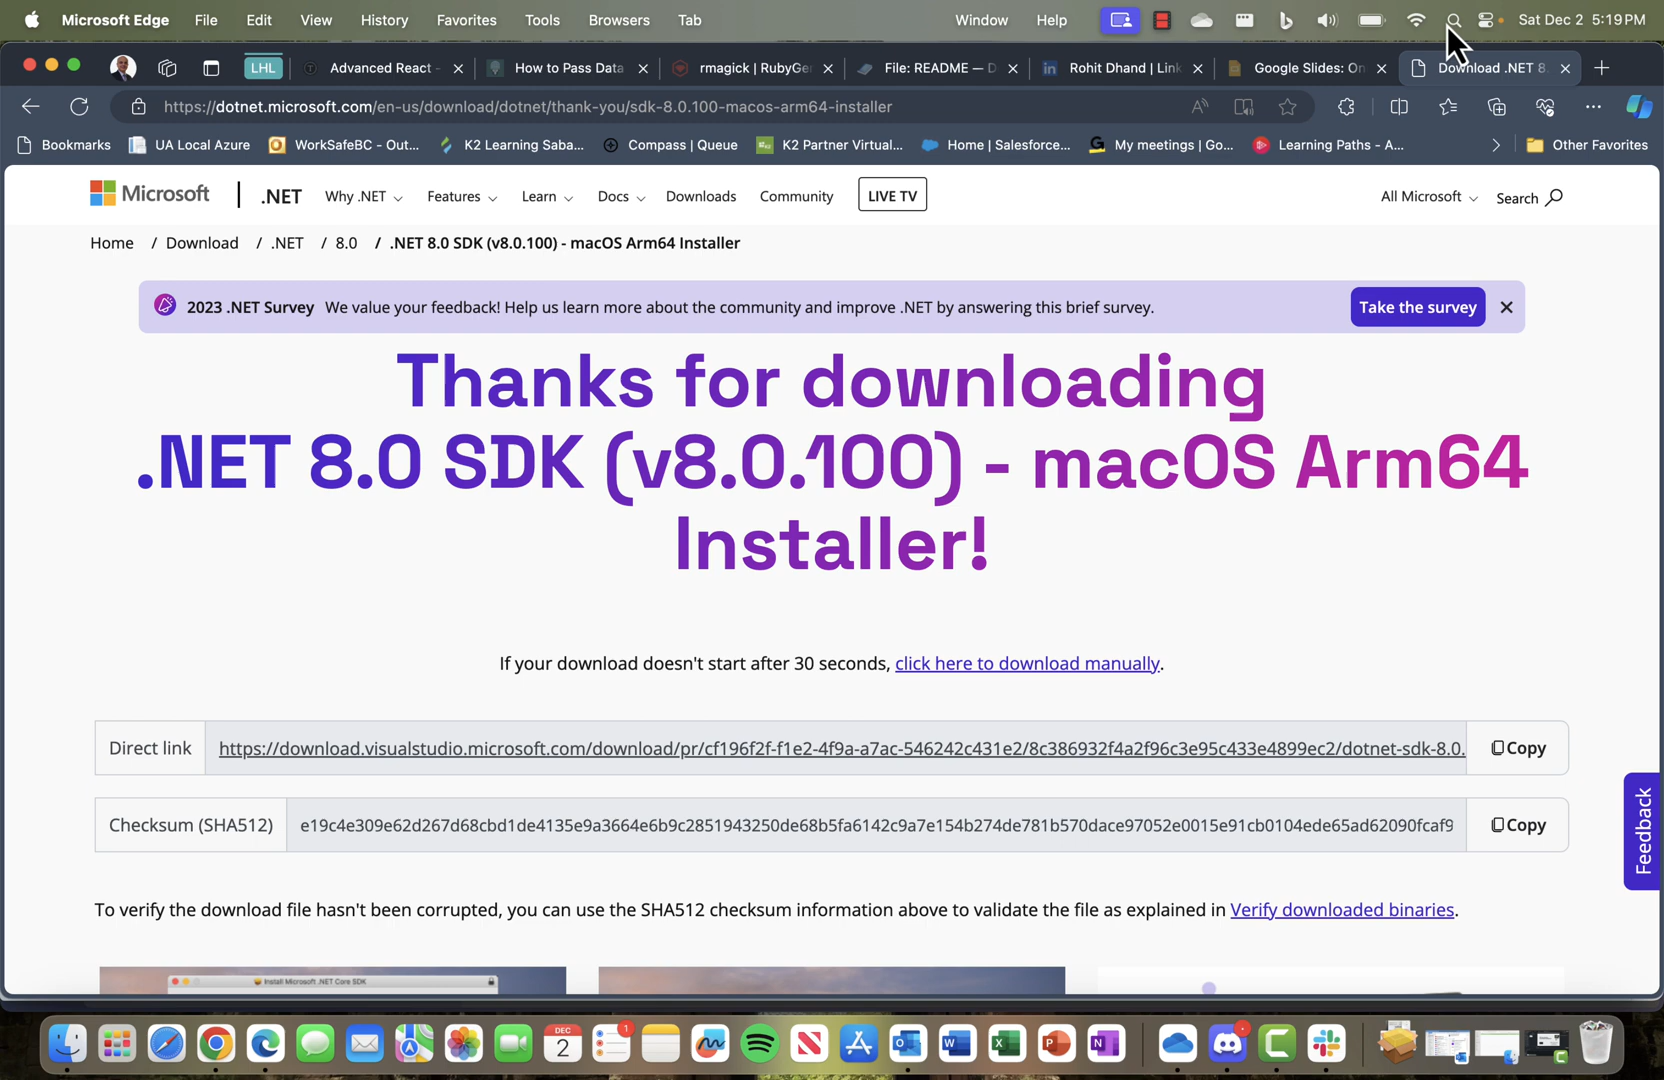 Microsoft Edge File Edit View History Favorites Tools Browsers Tab Window Help Sat Dec 2 5:19 PM
LHL Advanced React - How to Pass Data rmagick | RubyGe File: README — D Rohit Dhand | Link Google Slides: On Download .NET 8.
https://dotnet.microsoft.com/en-us/download/dotnet/thank-you/sdk-8.0.100-macos-arm64-installer
Bookmarks UA Local Azure WorkSafeBC - Out... K2 Learning Saba... Compass | Queue K2 Partner Virtual... Home | Salesforce... My meetings | Go... Learning Paths - A... Other Favorites
Microsoft .NET Why .NET Features Learn Docs Downloads Community LIVE TV All Microsoft Search
Home / Download / .NET / 8.0 / .NET 8.0 SDK (v8.0.100) - macOS Arm64 Installer
2023 .NET Survey We value your feedback! Help us learn more about the community and improve .NET by answering this brief survey. Take the survey
Thanks for downloading
.NET 8.0 SDK (v8.0.100) - macOS Arm64
Installer!
If your download doesn't start after 30 seconds, click here to download manually.
Direct link https://download.visualstudio.microsoft.com/download/pr/cf196f2f-f1e2-4f9a-a7ac-546242c431e2/8c386932f4a2f96c3e95c433e4899ec2/dotnet-sdk-8.0. Copy
Checksum (SHA512) e19c4e309e62d267d68cbd1de4135e9a3664e6b9c2851943250de68b5fa6142c9a7e154b274de781b570dace97052e0015e91cb0104ede65ad62090fcaf9 Copy
Feedback
To verify the download file hasn't been corrupted, you can use the SHA512 checksum information above to validate the file as explained in Verify downloaded binaries.
Install Microsoft .NET Core SDK
DEC
2
1